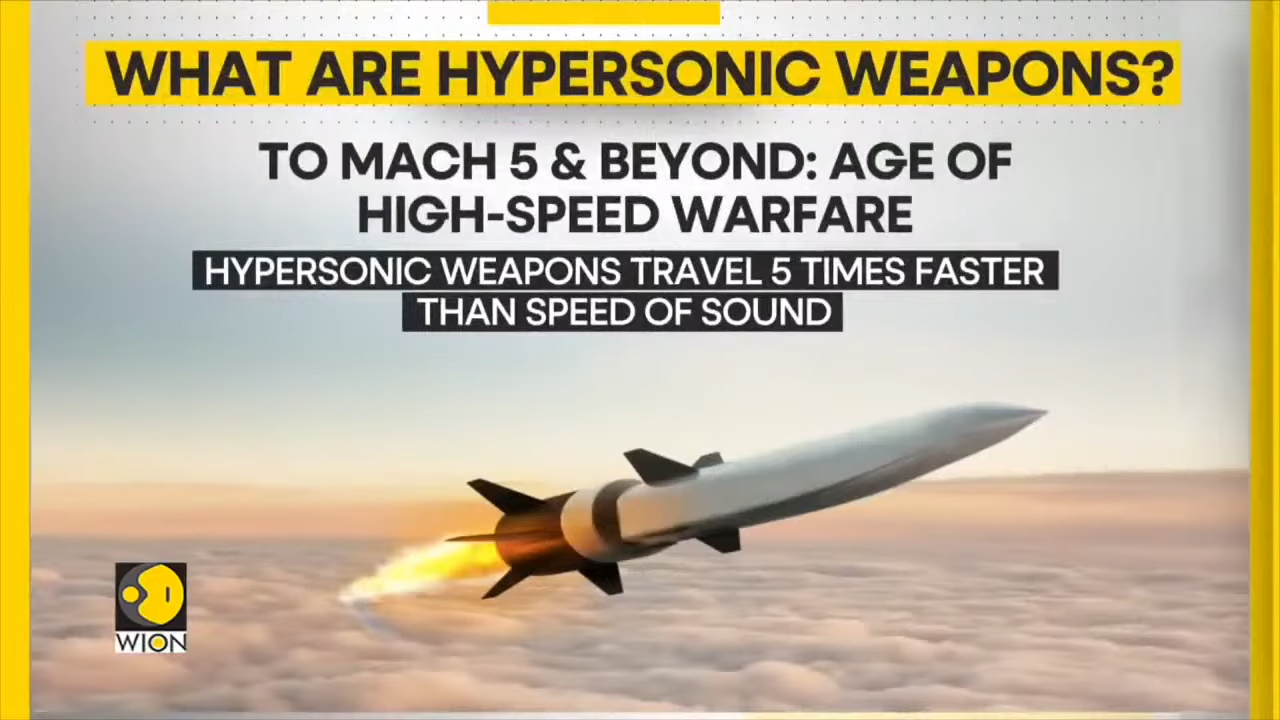 WHAT ARE HYPERSONIC WEAPONS?
TO MACH 5 & BEYOND: AGE OF
HIGH-SPEED WARFARE
HYPERSONIC WEAPONS TRAVEL 5 TIMES FASTER
THAN SPEED OF SOUND
WION